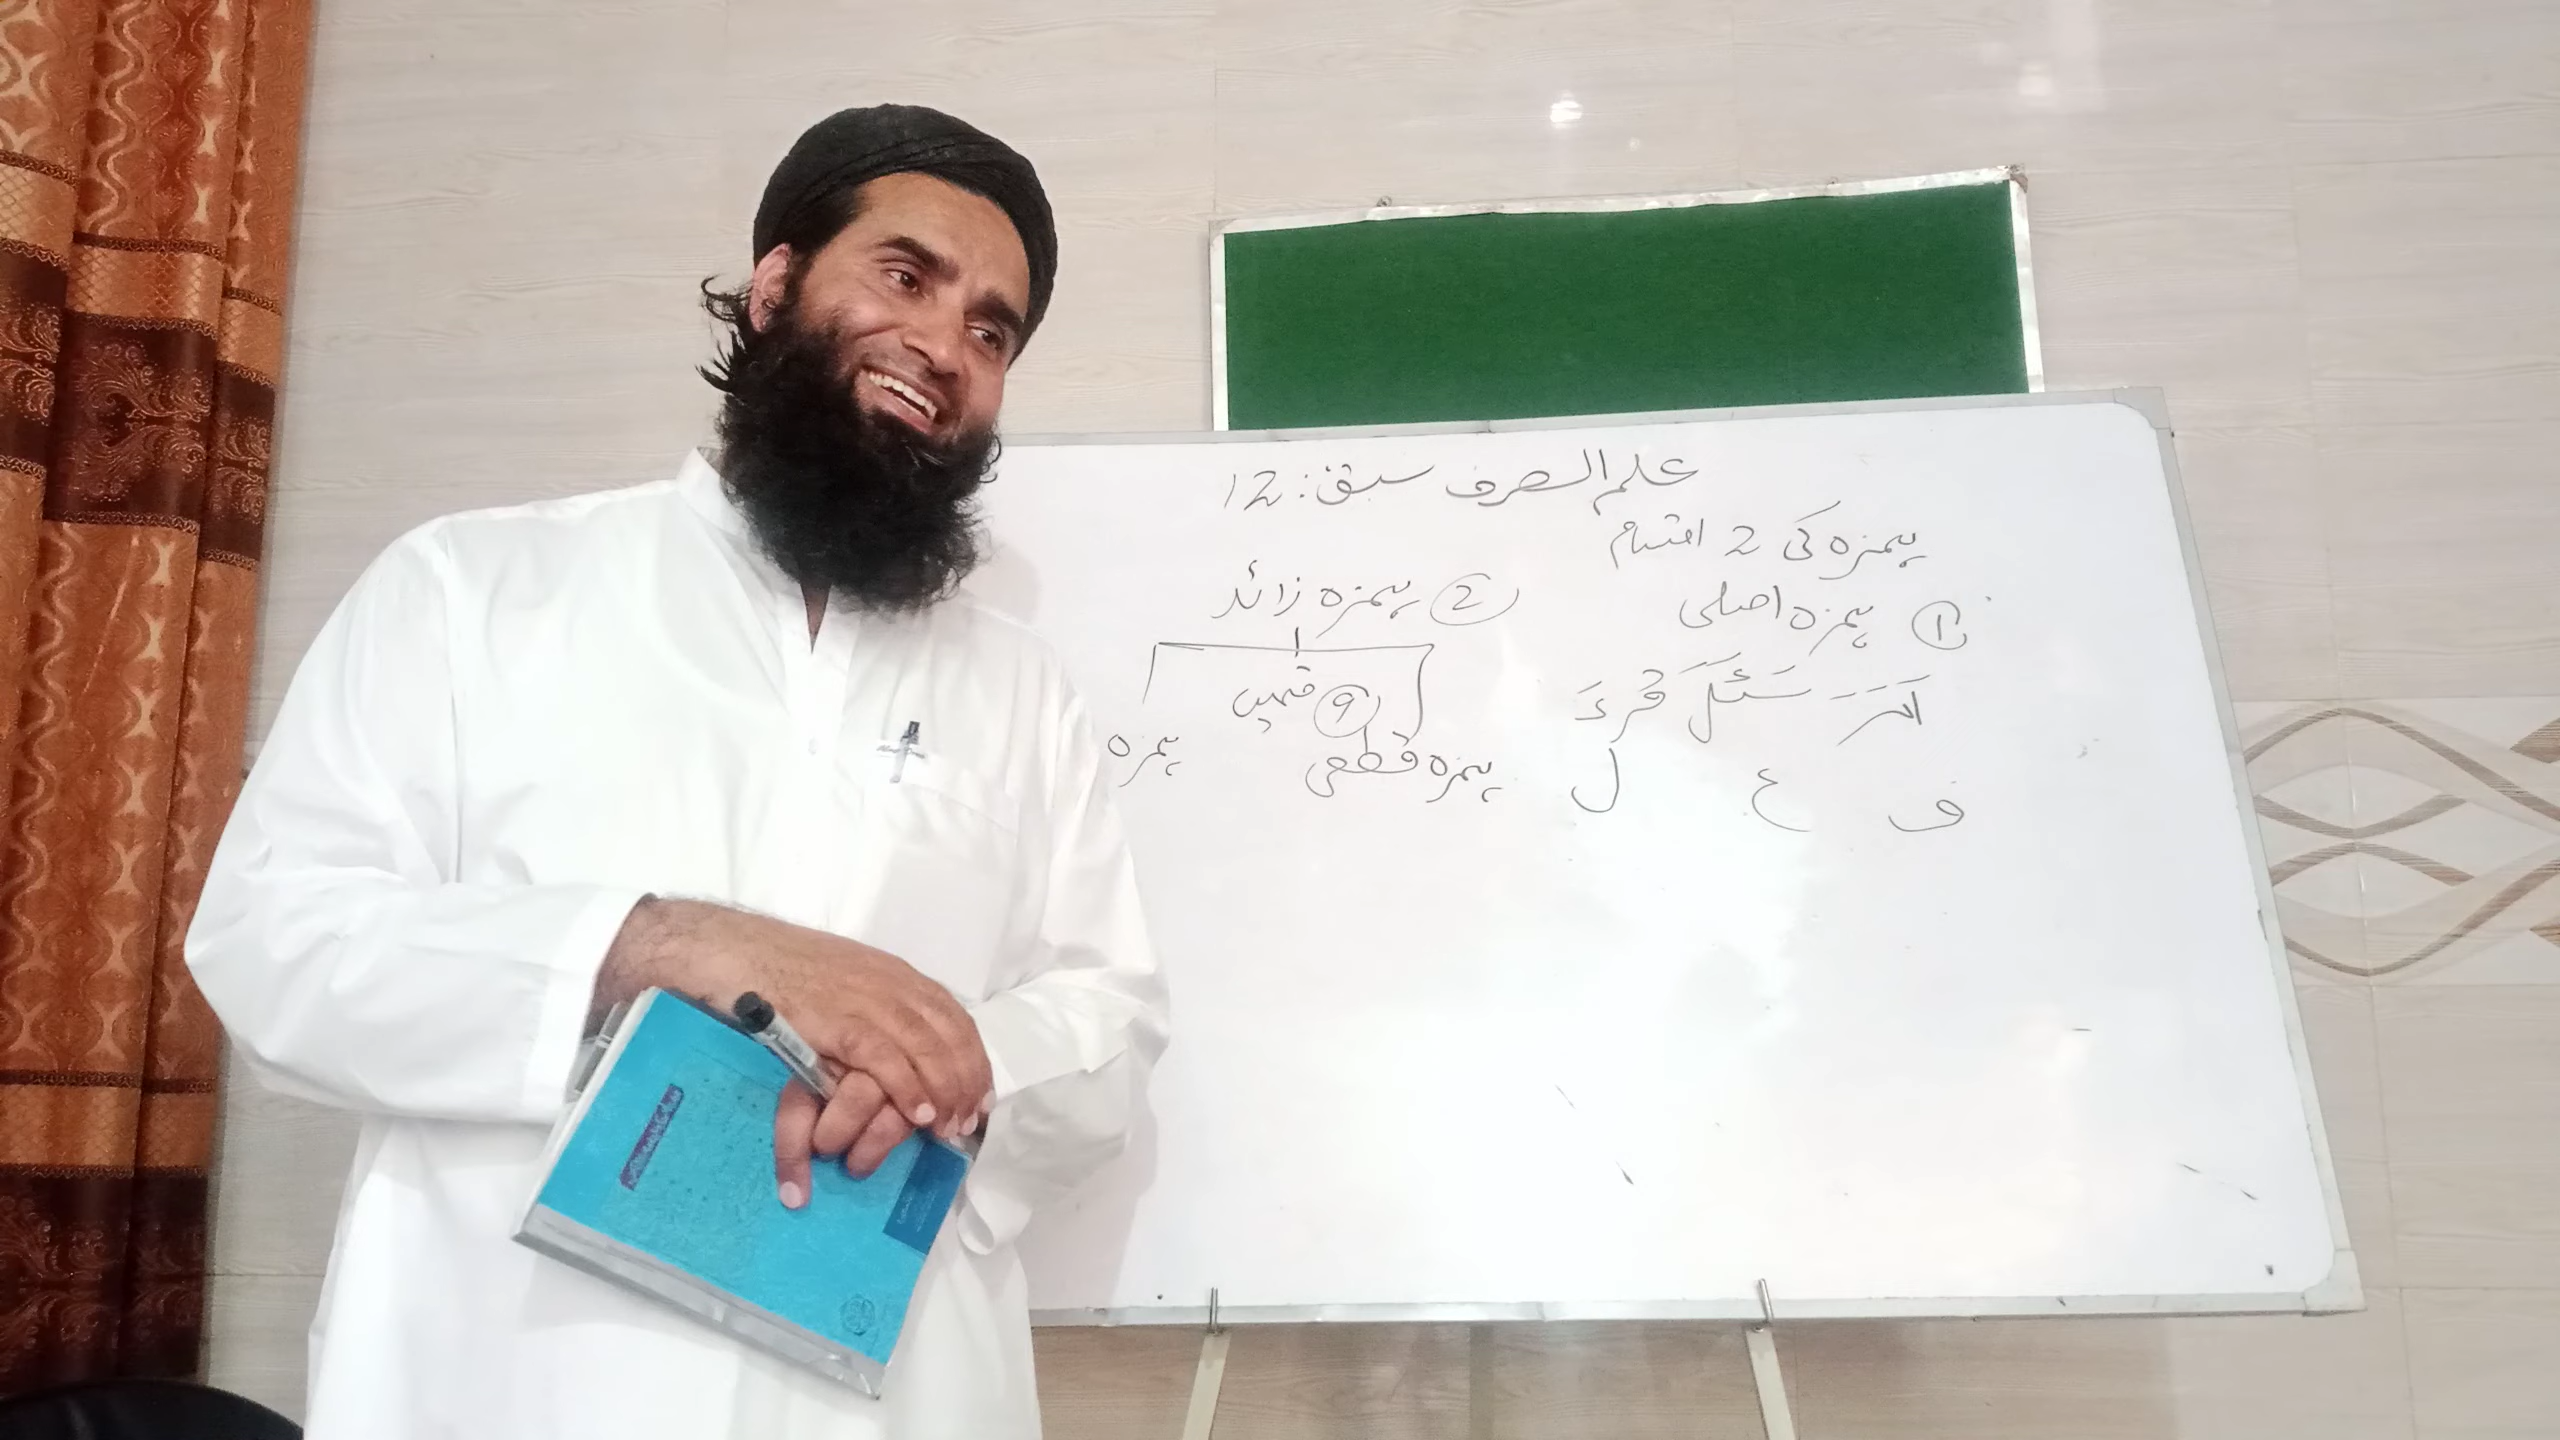 علم الصرف سبق: 12
ہمزہ کی 2 اقسام
① ہمزہ اصلی
② ہمزہ زائد
اَمَرَ سَئَلَ قَرَءَ
⑨ قسمیں
ف ع ل
ہمزہ قطعی
ہمزہ